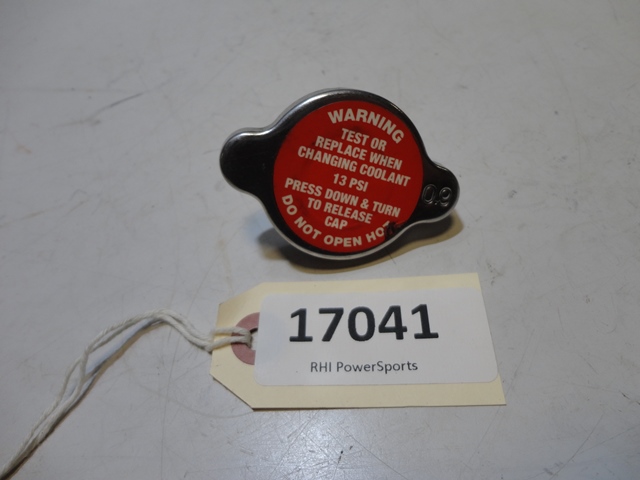 WARNING
TEST OR
REPLACE WHEN
CHANGING COOLANT
13 PSI
PRESS DOWN & TURN
TO RELEASE
CAP
DO NOT OPEN HOT
0.9
17041
RHI PowerSports